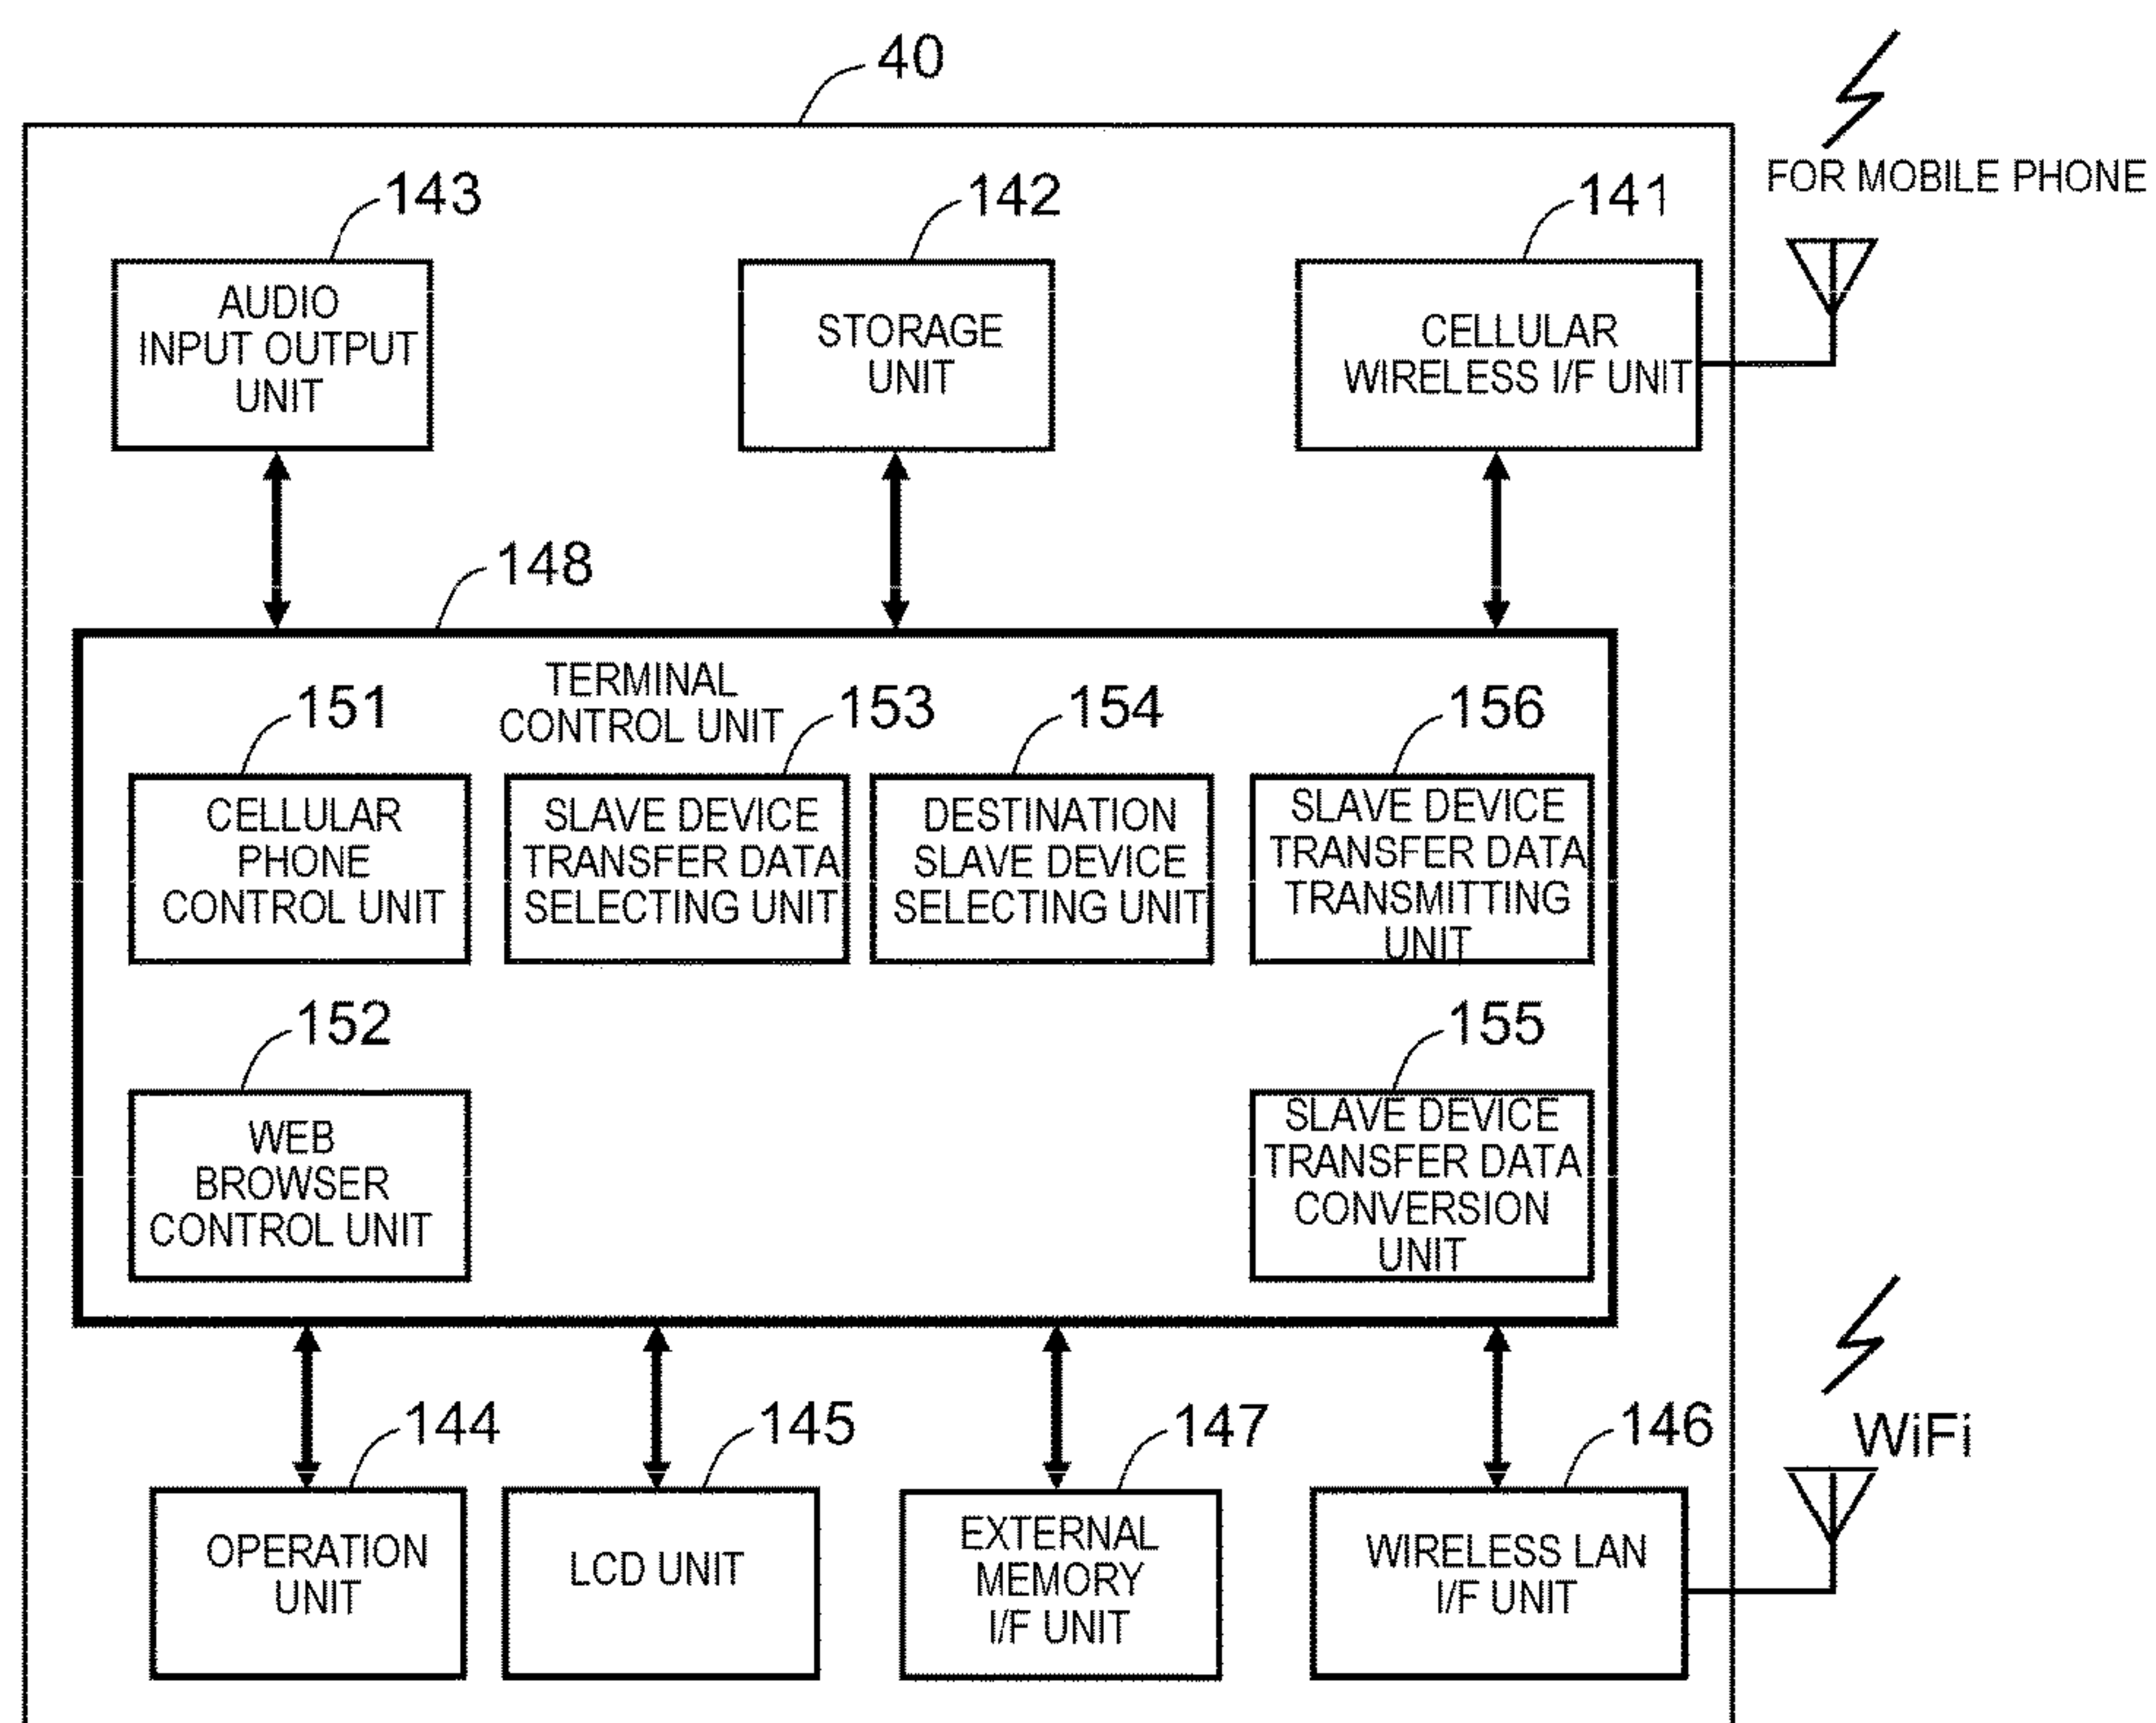 40
FOR MOBILE PHONE
143
142
141
AUDIO
INPUT OUTPUT
UNIT
STORAGE
UNIT
CELLULAR
WIRELESS I/F UNIT
148
TERMINAL
CONTROL UNIT
151
153
154
156
CELLULAR
PHONE
CONTROL UNIT
SLAVE DEVICE
TRANSFER DATA
SELECTING UNIT
DESTINATION
SLAVE DEVICE
SELECTING UNIT
SLAVE DEVICE
TRANSFER DATA
TRANSMITTING
UNIT
152
155
WEB
BROWSER
CONTROL UNIT
SLAVE DEVICE
TRANSFER DATA
CONVERSION
UNIT
144
145
147
146
WiFi
OPERATION
UNIT
LCD UNIT
EXTERNAL
MEMORY
I/F UNIT
WIRELESS LAN
I/F UNIT